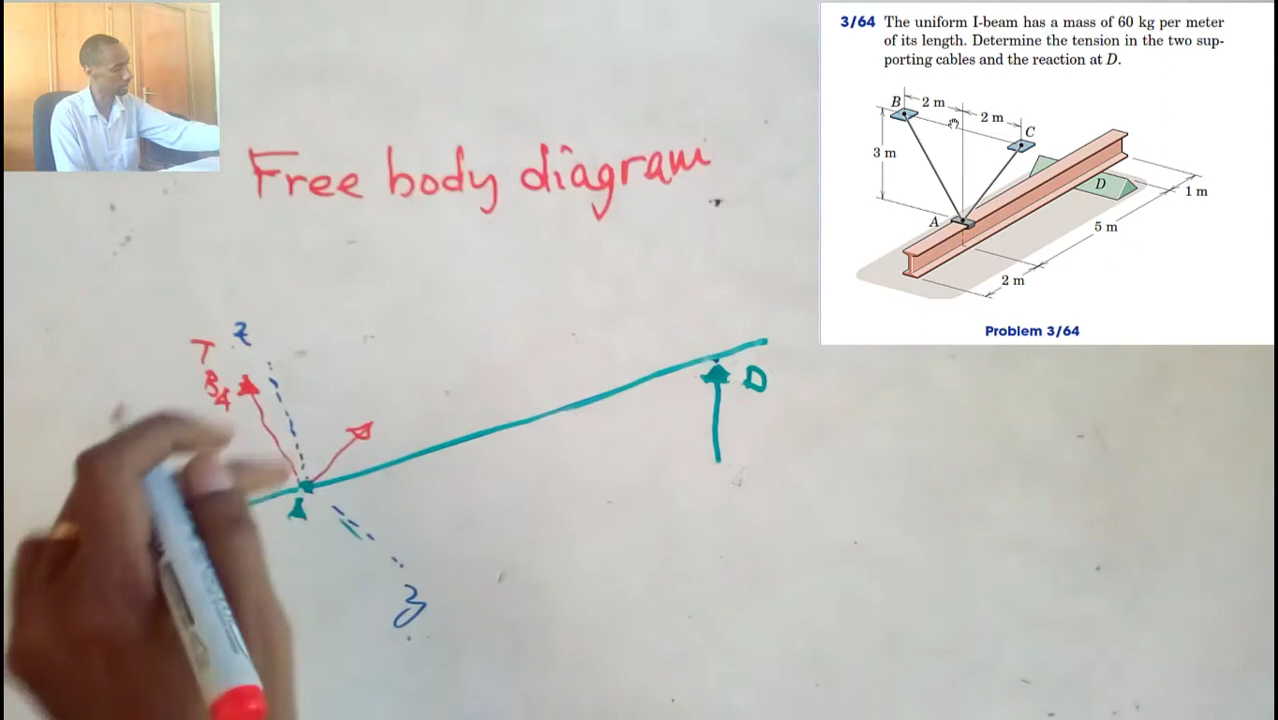 3/64 The uniform I-beam has a mass of 60 kg per meter
of its length. Determine the tension in the two sup-
porting cables and the reaction at D.
B
2 m
2 m
C
3 m
A
D
1 m
5 m
2 m
Problem 3/64
Free body diagram
T
z
B
D
A